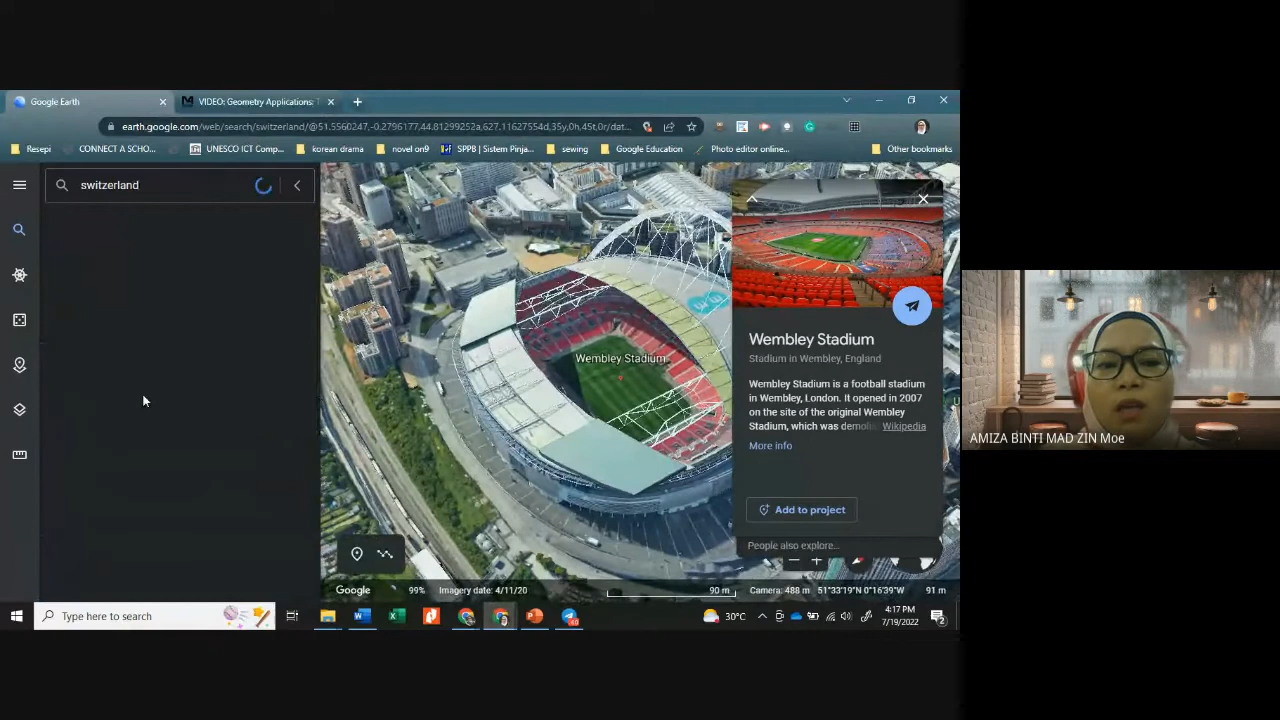 Google Earth
VIDEO: Geometry Applications:
earth.google.com/web/search/switzerland/@51.5560247,-0.2796177,44.81299252a,627.11627554d,35y,0h,45t,0r/dat...
Resepi
CONNECT A SCHO...
UNESCO ICT Comp...
korean drama
novel on9
SPPB | Sistem Pinja...
sewing
Google Education
Photo editor online...
Other bookmarks
switzerland
Wembley Stadium
Wembley Stadium
Stadium in Wembley, England
Wembley Stadium is a football stadium
in Wembley, London. It opened in 2007
on the site of the original Wembley
Stadium, which was demolis Wikipedia
More info
Add to project
People also explore...
Google
99%
Imagery date: 4/11/20
90 m
Camera: 488 m
51°33'19"N 0°16'39"W
91 m
AMIZA BINTI MAD ZIN Moe
Type here to search
30°C
4:17 PM
7/19/2022
2